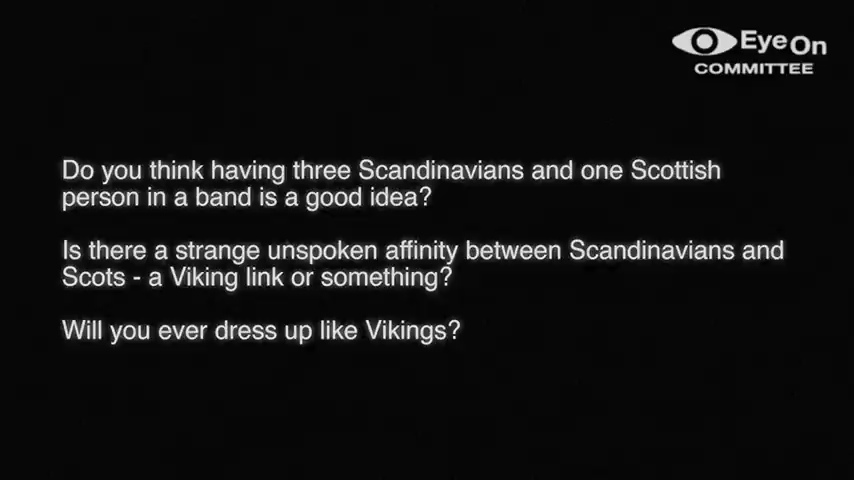 Eye On
COMMITTEE
Do you think having three Scandinavians and one Scottish
person in a band is a good idea?
Is there a strange unspoken affinity between Scandinavians and
Scots - a Viking link or something?
Will you ever dress up like Vikings?